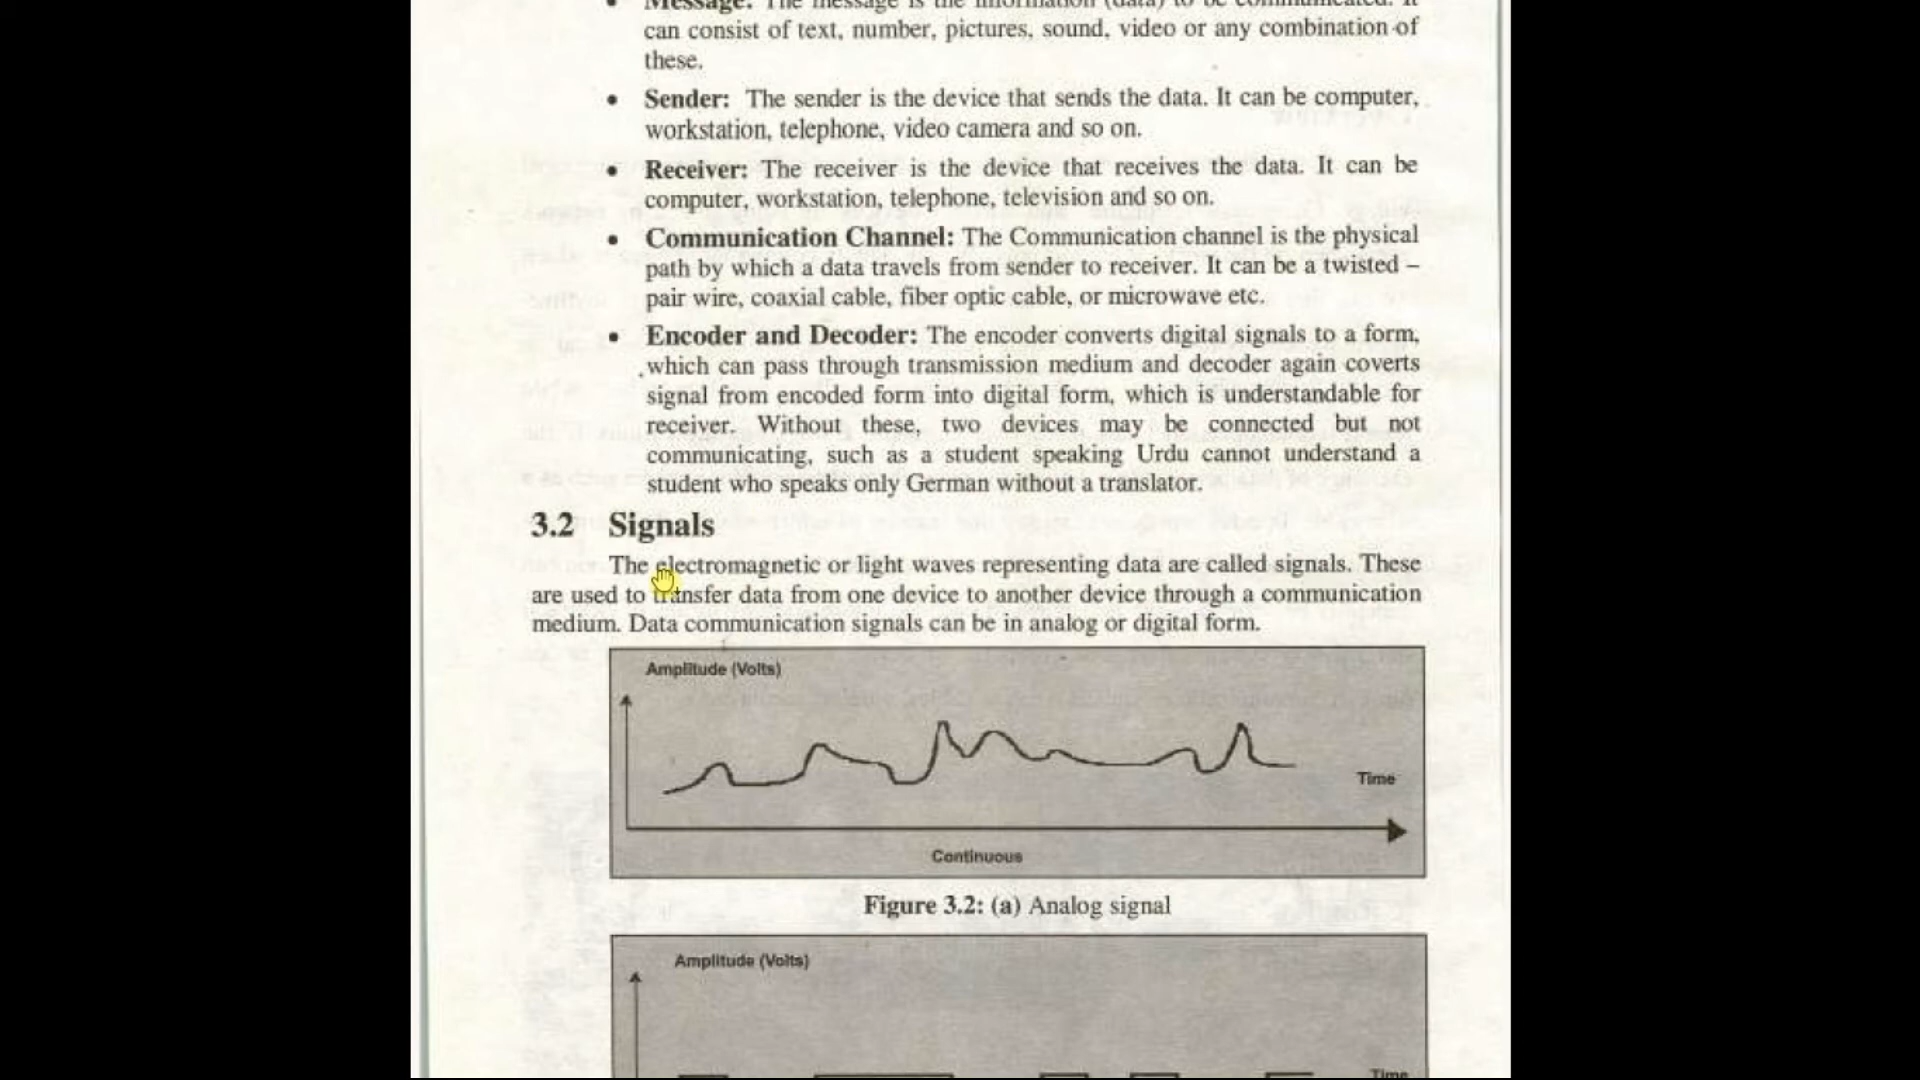 Message: The message is the information (data) to be communicated. It
can consist of text, number, pictures, sound, video or any combination of
these.
• Sender: The sender is the device that sends the data. It can be computer,
workstation, telephone, video camera and so on.
• Receiver: The receiver is the device that receives the data. It can be
computer, workstation, telephone, television and so on.
• Communication Channel: The Communication channel is the physical
path by which a data travels from sender to receiver. It can be a twisted –
pair wire, coaxial cable, fiber optic cable, or microwave etc.
• Encoder and Decoder: The encoder converts digital signals to a form,
which can pass through transmission medium and decoder again coverts
signal from encoded form into digital form, which is understandable for
receiver. Without these, two devices may be connected but not
communicating, such as a student speaking Urdu cannot understand a
student who speaks only German without a translator.
3.2 Signals
The electromagnetic or light waves representing data are called signals. These
are used to transfer data from one device to another device through a communication
medium. Data communication signals can be in analog or digital form.
Amplitude (Volts)
Time
Continuous
Figure 3.2: (a) Analog signal
Amplitude (Volts)
Time